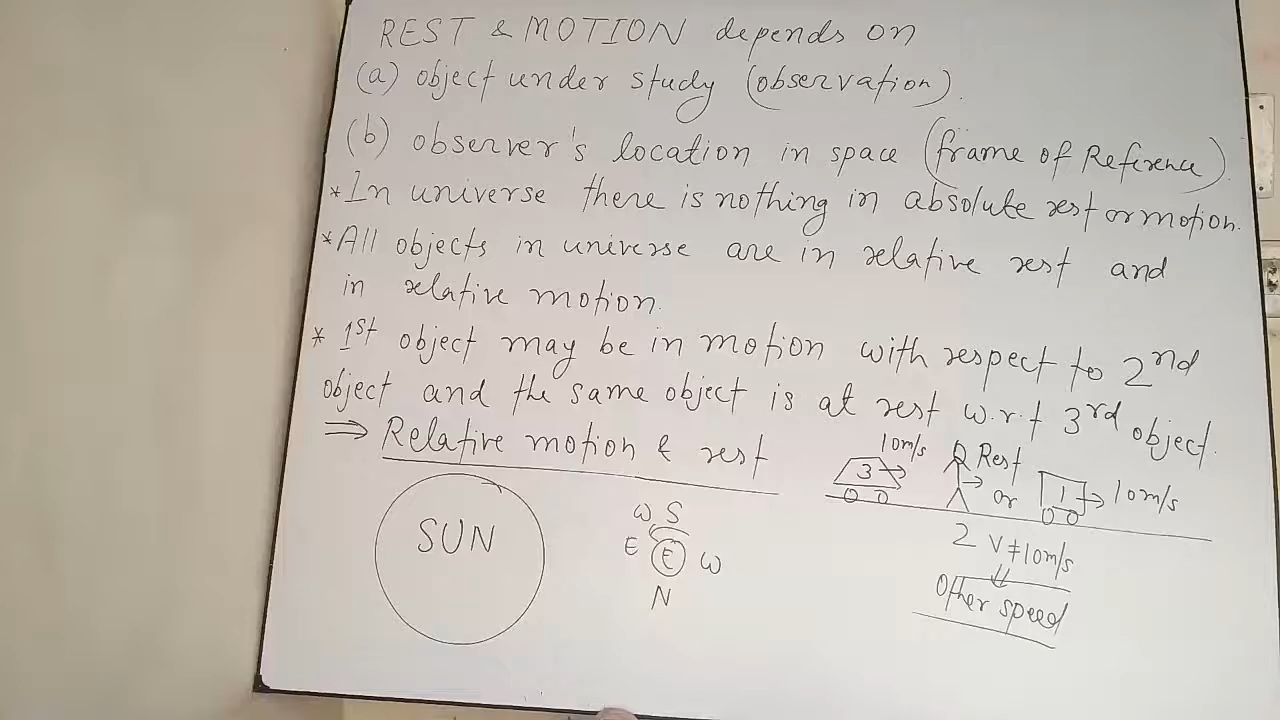 REST & MOTION depends on
(a) object under study (observation).
(b) observer's location in space (frame of Reference).
*In universe there is nothing in absolute rest or motion.
*All objects in universe are in relative rest and
in relative motion.
* 1st object may be in motion with respect to 2nd
object and the same object is at rest w.r.t 3rd object.
⇒ Relative motion & rest
10m/s
3
Rest
or
1
10m/s
2 V≠10m/s
Other speed
SUN
W S
E E W
N